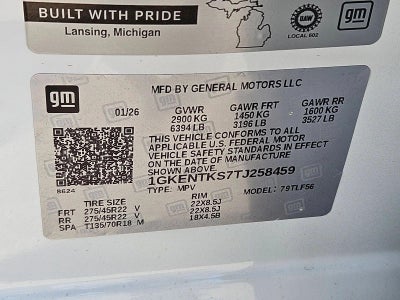 BUILT WITH PRIDE
Lansing, Michigan
UAW
LOCAL 602
gm
gm
MFD BY GENERAL MOTORS LLC
01/26 GVWR GAWR FRT GAWR RR
2900 KG 1450 KG 1600 KG
6394 LB 3196 LB 3527 LB
THIS VEHICLE CONFORMS TO ALL
APPLICABLE U.S. FEDERAL MOTOR
VEHICLE SAFETY STANDARDS IN EFFECT
ON THE DATE OF MANUFACTURE
SHOWN ABOVE.
1GKENTKS7TJ258459
8624 TYPE: MPV MODEL: 79TLF56
TIRE SIZE RIM
FRT 275/45R22 V 22X8.5J
RR 275/45R22 V 22X8.5J
SPA T135/70R18 M 18X4.5B